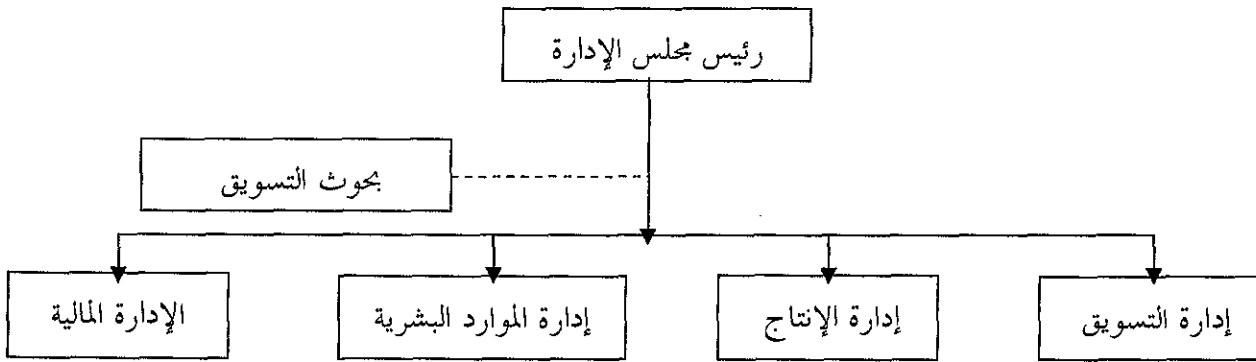 رئيس مجلس الإدارة
بحوث التسويق
إدارة التسويق
إدارة الإنتاج
إدارة الموارد البشرية
الإدارة المالية